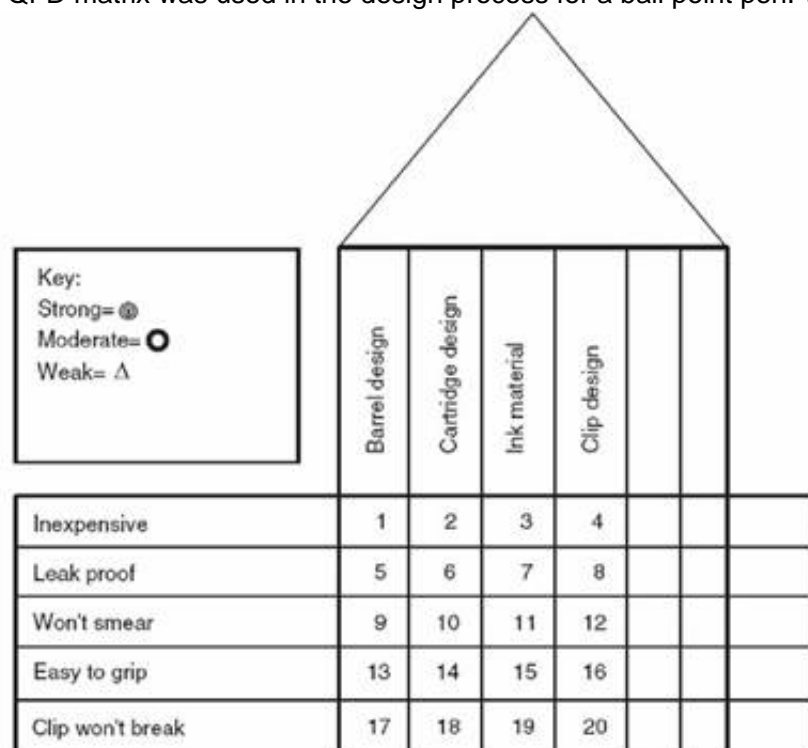 QFD matrix was used in the design process for a ball point pen.
Key:
Strong= ◎
Moderate= O
Weak= Δ
Barrel design
Cartridge design
Ink material
Clip design
Inexpensive 1 2 3 4
Leak proof 5 6 7 8
Won't smear 9 10 11 12
Easy to grip 13 14 15 16
Clip won't break 17 18 19 20